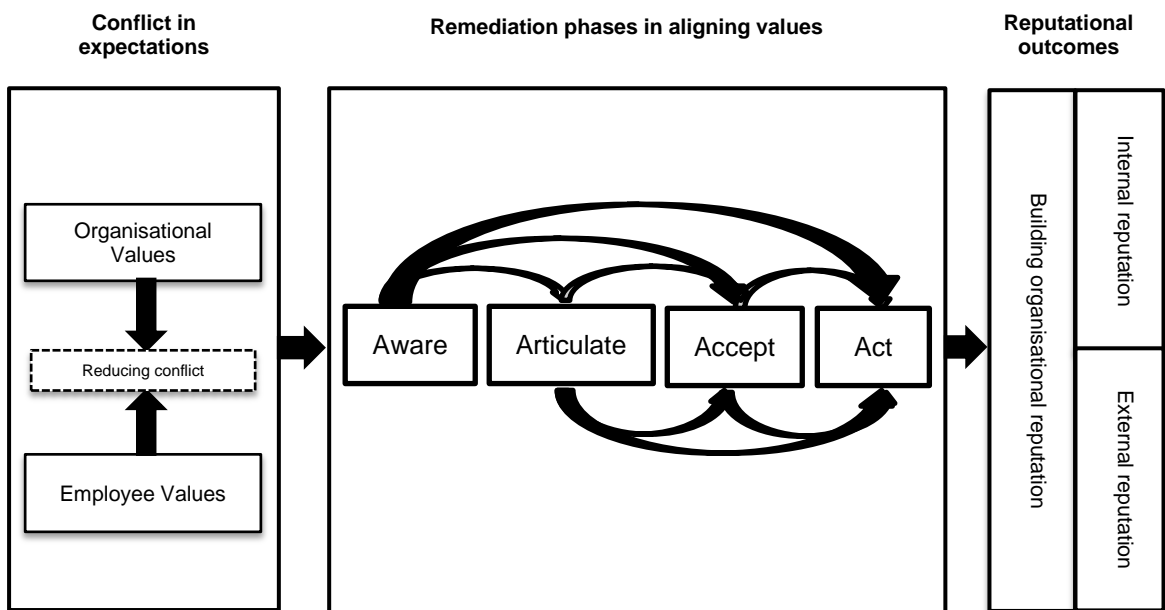 Conflict in
expectations
Remediation phases in aligning values
Reputational
outcomes
Organisational
Values
Reducing conflict
Employee Values
Aware
Articulate
Accept
Act
Building organisational reputation
Internal reputation
External reputation